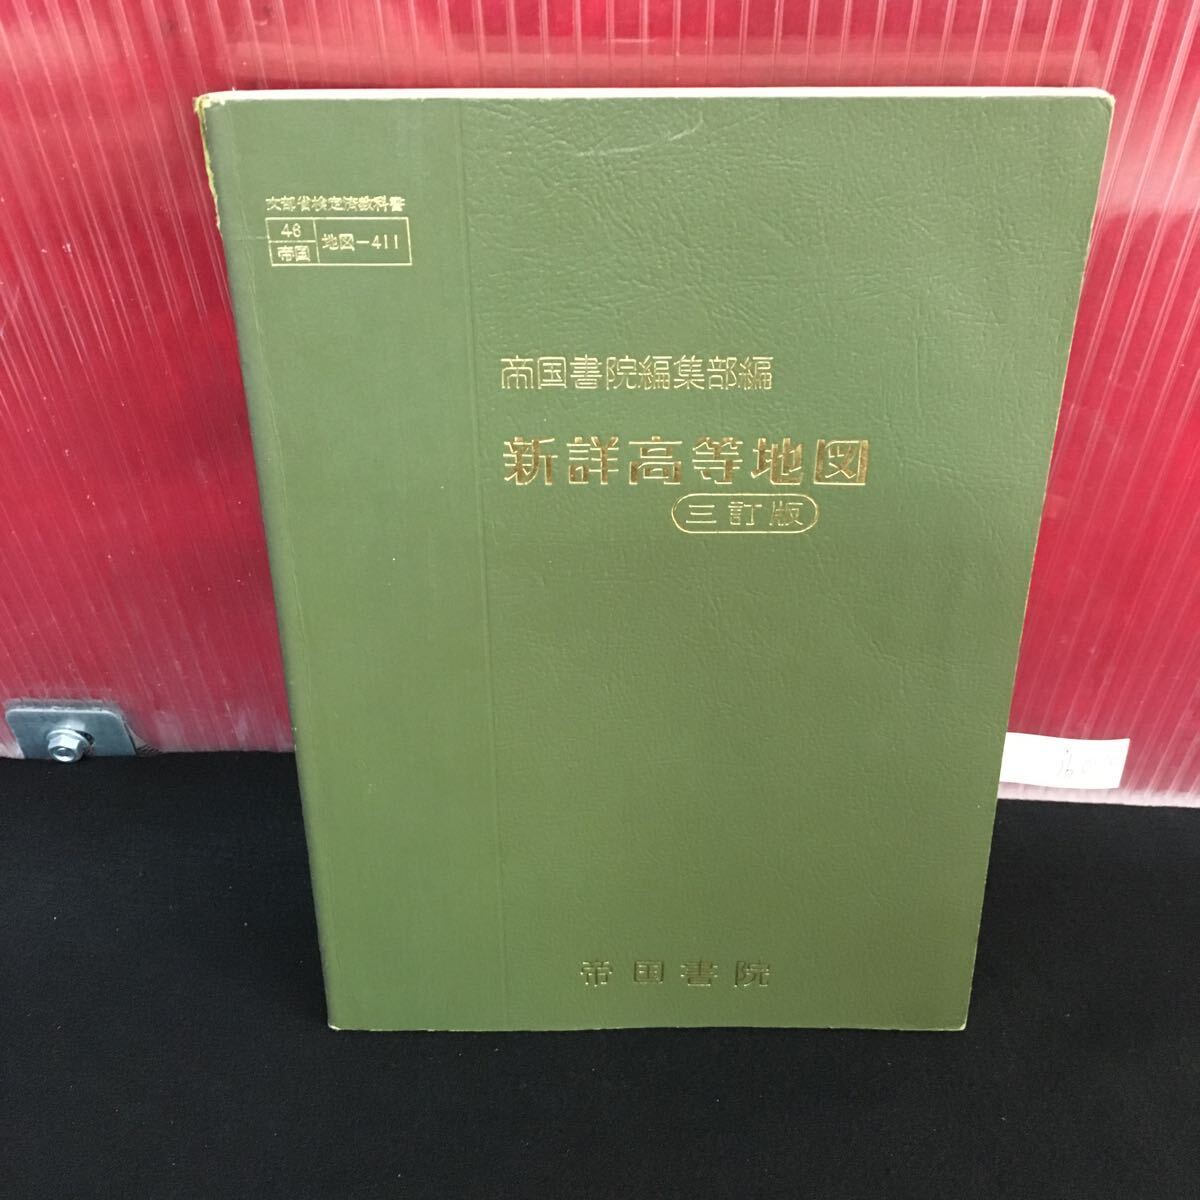 文部省検定済教科書
46 地図-411
帝国
帝国書院編集部編
新詳高等地図
三訂版
帝国書院